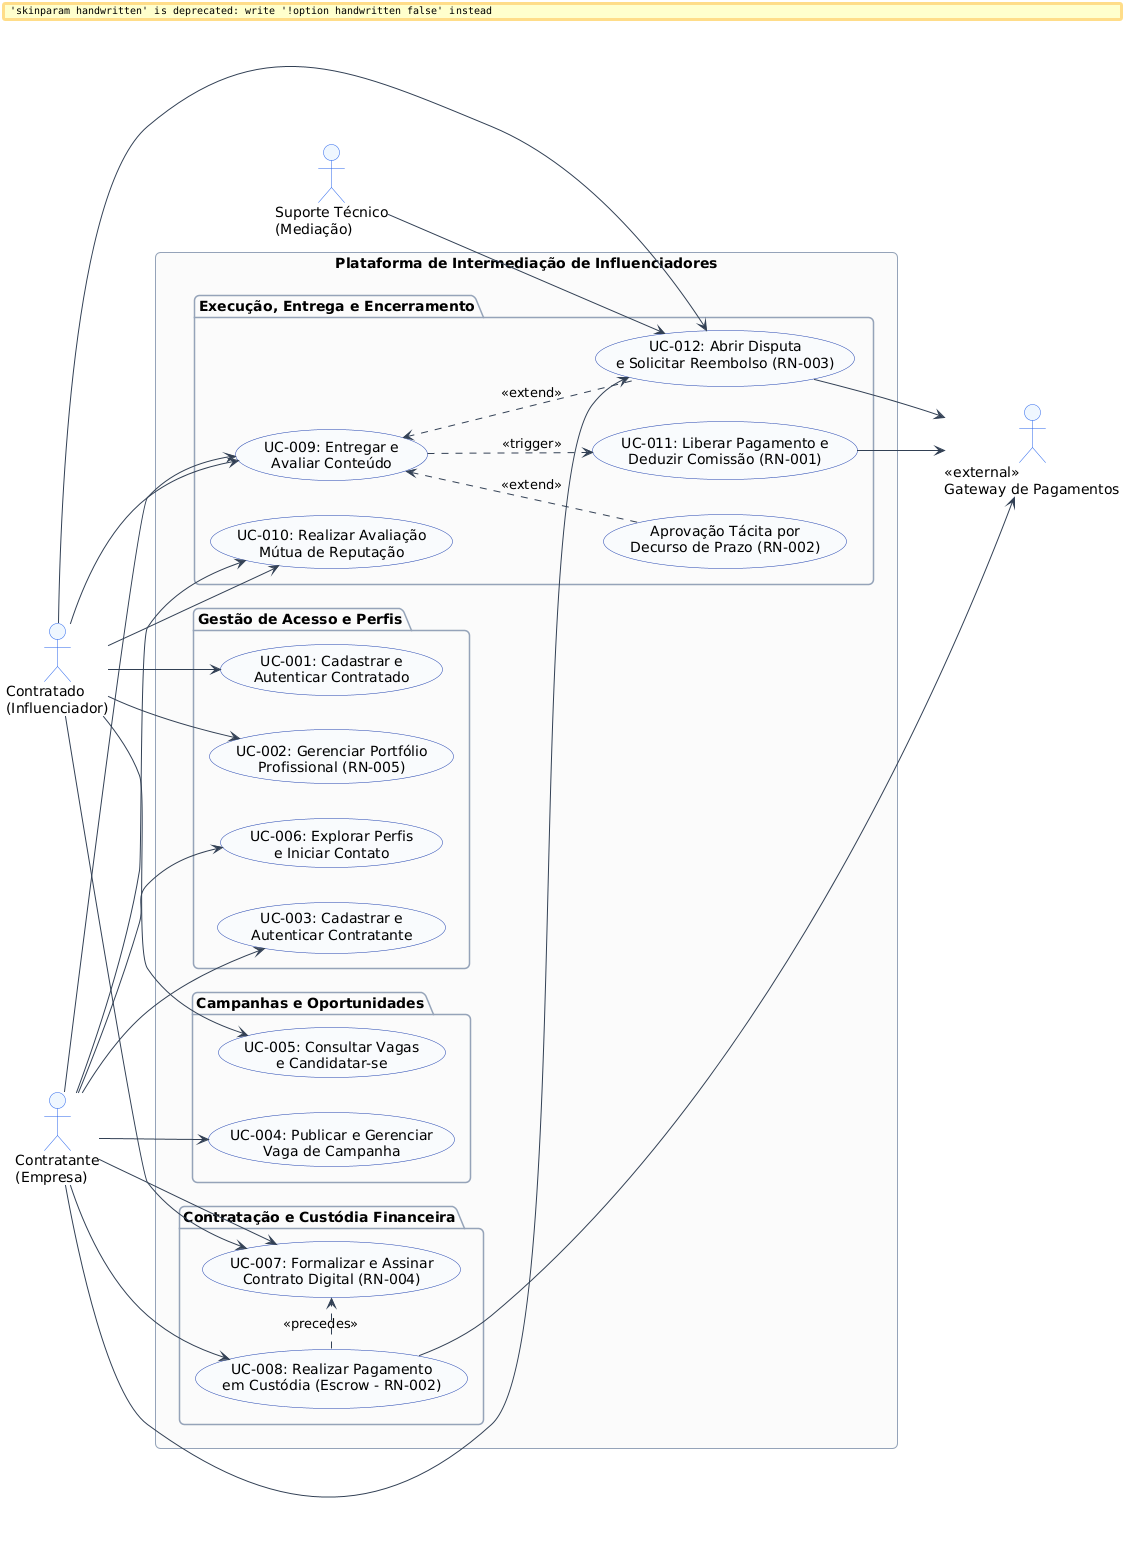 'skinparam handwritten' is deprecated: write '!option handwritten false' instead
Suporte Técnico
(Mediação)
Plataforma de Intermediação de Influenciadores
Execução, Entrega e Encerramento
UC-012: Abrir Disputa
e Solicitar Reembolso (RN-003)
«extend»
UC-009: Entregar e
Avaliar Conteúdo
«trigger»
UC-011: Liberar Pagamento e
Deduzir Comissão (RN-001)
«external»
Gateway de Pagamentos
«extend»
UC-010: Realizar Avaliação
Mútua de Reputação
Aprovação Tácita por
Decurso de Prazo (RN-002)
Gestão de Acesso e Perfis
UC-001: Cadastrar e
Autenticar Contratado
Contratado
(Influenciador)
UC-002: Gerenciar Portfólio
Profissional (RN-005)
UC-006: Explorar Perfis
e Iniciar Contato
UC-003: Cadastrar e
Autenticar Contratante
Campanhas e Oportunidades
UC-005: Consultar Vagas
e Candidatar-se
UC-004: Publicar e Gerenciar
Vaga de Campanha
Contratante
(Empresa)
Contratação e Custódia Financeira
UC-007: Formalizar e Assinar
Contrato Digital (RN-004)
«precedes»
UC-008: Realizar Pagamento
em Custódia (Escrow - RN-002)